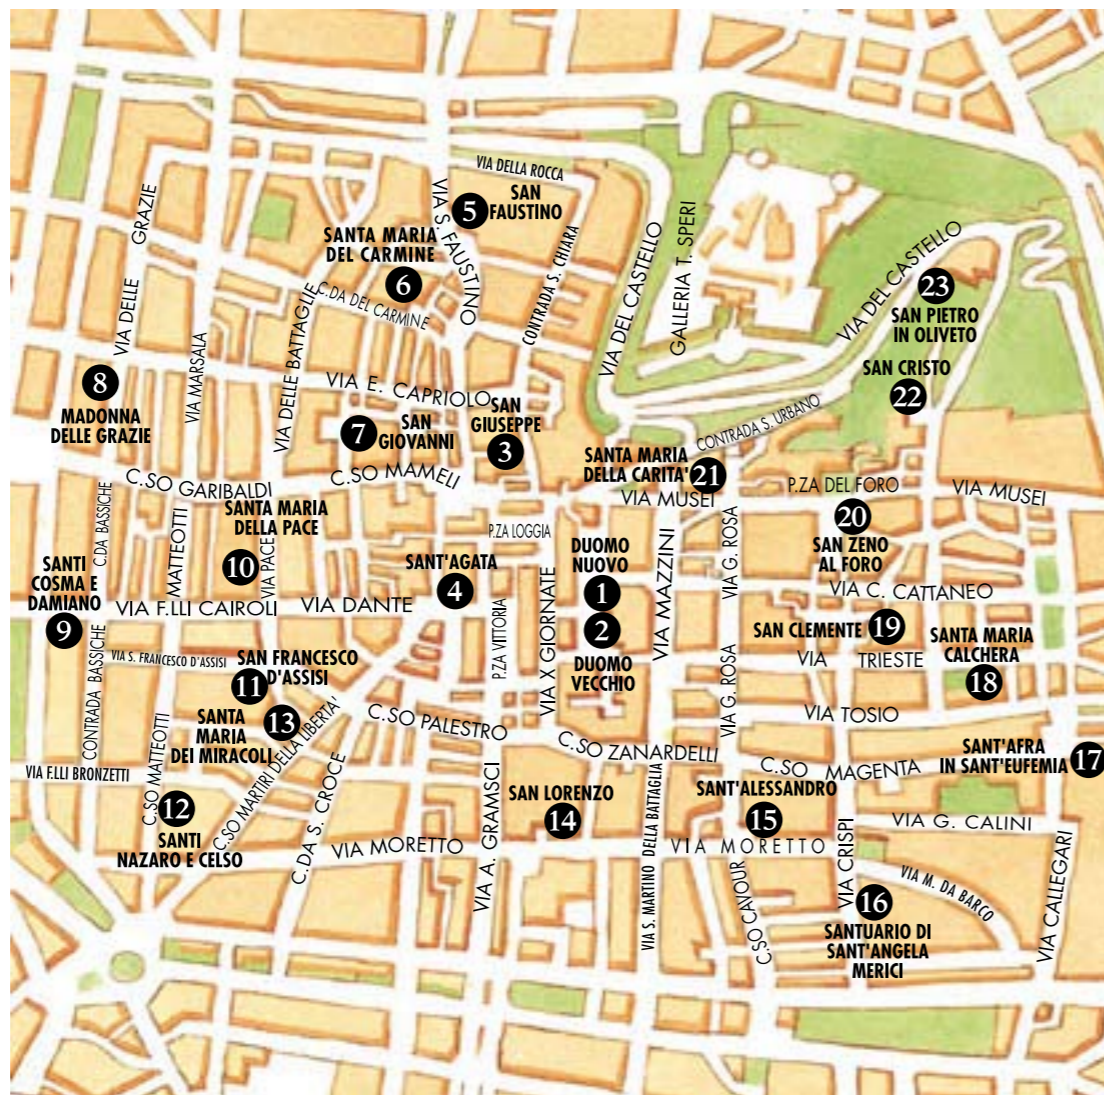 VIA DELLA ROCCA
5
SAN
FAUSTINO
VIA S. FAUSTINO
GRAZIE
VIA DELLE
SANTA MARIA
DEL CARMINE
6
C.DA DEL CARMINE
CONTRADA S. CHIARA
VIA DEL CASTELLO
GALLERIA T. SPERI
VIA DEL CASTELLO
23
SAN PIETRO
IN OLIVETO
SAN CRISTO
22
8
MADONNA
DELLE GRAZIE
VIA MARSALA
VIA DELLE BATTAGLIE
VIA E. CAPRIOLO
7
SAN
GIOVANNI
SAN
GIUSEPPE
3
CONTRADA S. URBANO
SANTA MARIA
DELLA CARITA'
21
VIA MUSEI
P.ZA DEL FORO
VIA MUSEI
20
SAN ZENO
AL FORO
C.SO GARIBALDI
C.SO MAMELI
C.DA BASSICHE
MATTEOTTI
SANTA MARIA
DELLA PACE
10
VIA PACE
P.ZA LOGGIA
SANT'AGATA
4
DUOMO
NUOVO
1
2
DUOMO
VECCHIO
VIA MAZZINI
VIA G. ROSA
VIA C. CATTANEO
SANTI
COSMA E
DAMIANO
9
VIA F.LLI CAIROLI
VIA DANTE
P.ZA VITTORIA
VIA X GIORNATE
SAN CLEMENTE
19
VIA TRIESTE
SANTA MARIA
CALCHERA
18
VIA G. ROSA
VIA TOSIO
CONTRADA BASSICHE
VIA S. FRANCESCO D'ASSISI
SAN FRANCESCO
D'ASSISI
11
SANTA
MARIA
DEI MIRACOLI
13
C.SO PALESTRO
C.SO ZANARDELLI
C.SO MAGENTA
SANT'AFRA
IN SANT'EUFEMIA
17
VIA F.LLI BRONZETTI
C.SO MATTEOTTI
C.SO MARTIRI DELLA LIBERTA'
C.DA S. CROCE
12
SANTI
NAZARO E CELSO
VIA MORETTO
VIA A. GRAMSCI
SAN LORENZO
14
VIA S. MARTINO DELLA BATTAGLIA
SANT'ALESSANDRO
15
VIA MORETTO
C.SO CAVOUR
VIA CRISPI
VIA G. CALINI
VIA M. DA BARCO
VIA CALLEGARI
16
SANTUARIO DI
SANT'ANGELA
MERICI